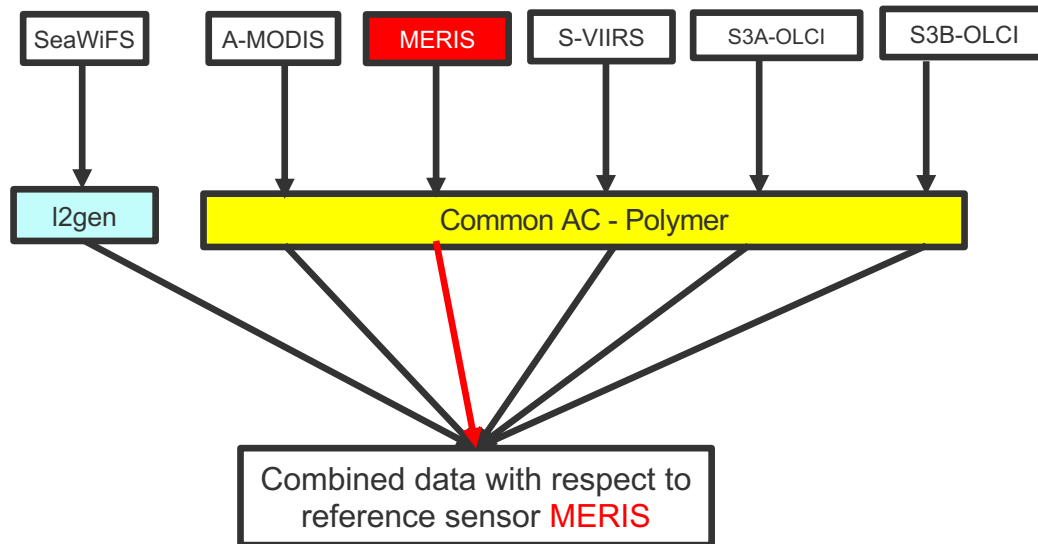 SeaWiFS
A-MODIS
MERIS
S-VIIRS
S3A-OLCI
S3B-OLCI
l2gen
Common AC - Polymer
Combined data with respect to
reference sensor MERIS